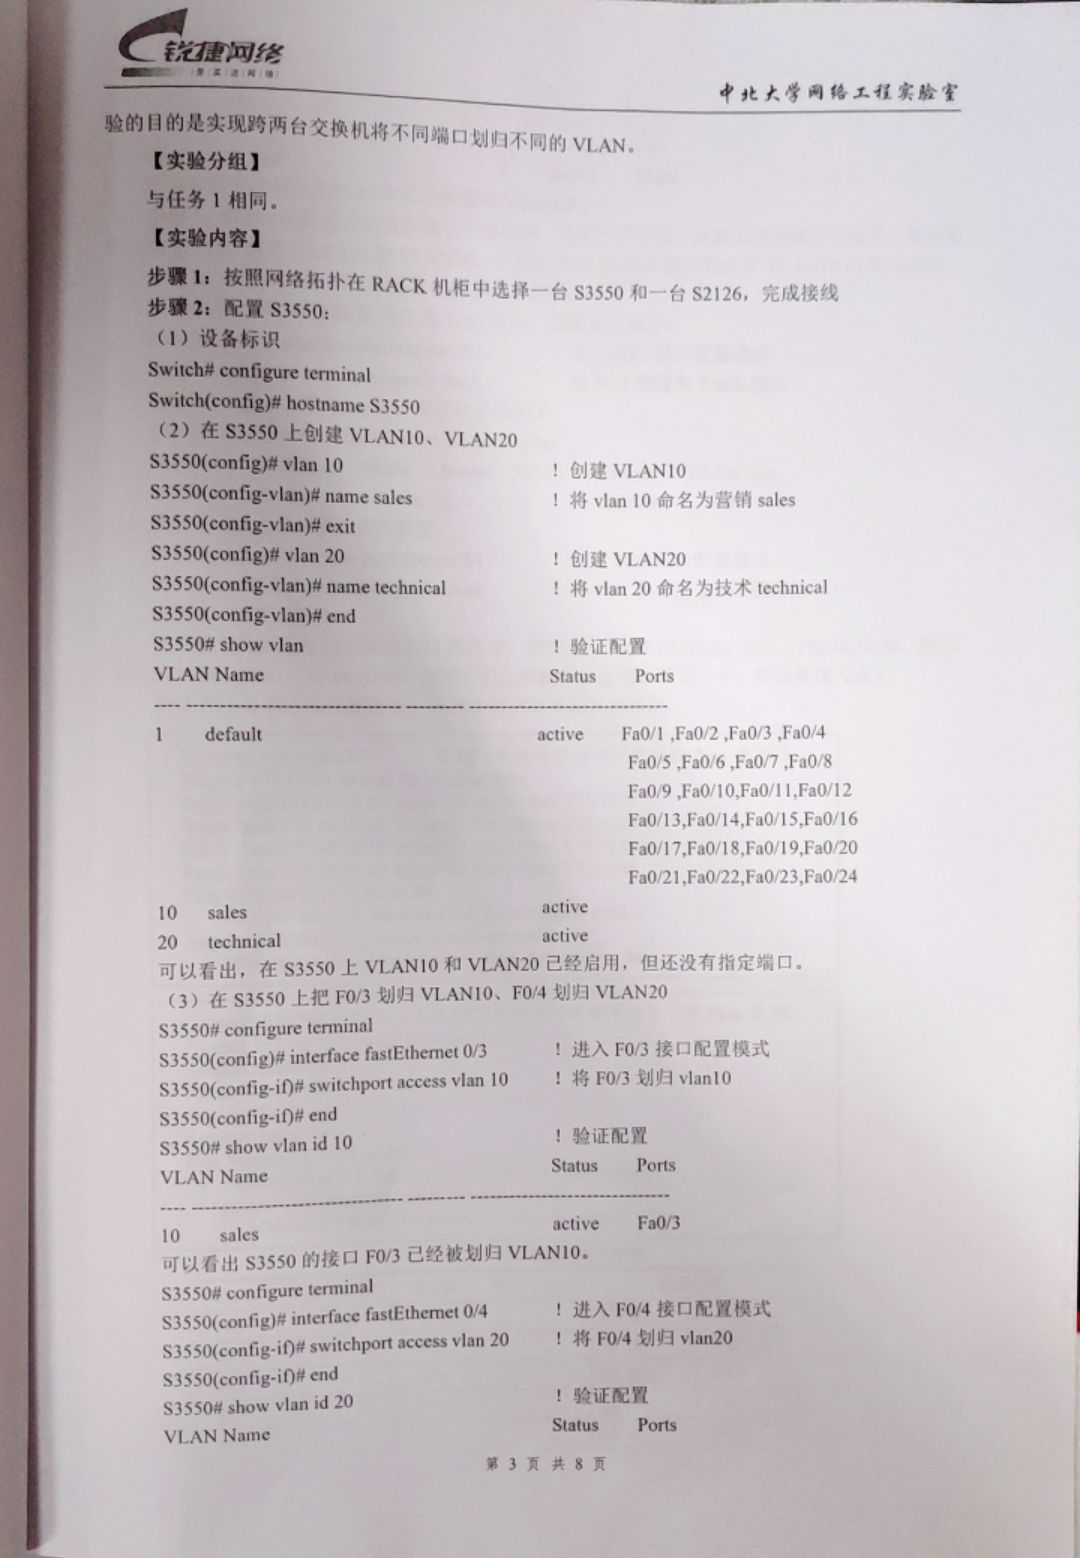 锐捷网络
中北大学网络工程实验室
验的目的是实现跨两台交换机将不同端口划归不同的 VLAN。
【实验分组】
与任务 1 相同。
【实验内容】
步骤 1：按照网络拓扑在 RACK 机柜中选择一台 S3550 和一台 S2126，完成接线
步骤 2：配置 S3550：
（1）设备标识
Switch# configure terminal
Switch(config)# hostname S3550
（2）在 S3550 上创建 VLAN10、VLAN20
S3550(config)# vlan 10 ！创建 VLAN10
S3550(config-vlan)# name sales ！将 vlan 10 命名为营销 sales
S3550(config-vlan)# exit
S3550(config)# vlan 20 ！创建 VLAN20
S3550(config-vlan)# name technical ！将 vlan 20 命名为技术 technical
S3550(config-vlan)# end
S3550# show vlan ！验证配置
VLAN Name Status Ports
---- -------------------------------- --------- -------------------------------
1 default active Fa0/1 ,Fa0/2 ,Fa0/3 ,Fa0/4
Fa0/5 ,Fa0/6 ,Fa0/7 ,Fa0/8
Fa0/9 ,Fa0/10,Fa0/11,Fa0/12
Fa0/13,Fa0/14,Fa0/15,Fa0/16
Fa0/17,Fa0/18,Fa0/19,Fa0/20
Fa0/21,Fa0/22,Fa0/23,Fa0/24
10 sales active
20 technical active
可以看出，在 S3550 上 VLAN10 和 VLAN20 已经启用，但还没有指定端口。
（3）在 S3550 上把 F0/3 划归 VLAN10、F0/4 划归 VLAN20
S3550# configure terminal
S3550(config)# interface fastEthernet 0/3 ！进入 F0/3 接口配置模式
S3550(config-if)# switchport access vlan 10 ！将 F0/3 划归 vlan10
S3550(config-if)# end
S3550# show vlan id 10 ！验证配置
VLAN Name Status Ports
---- -------------------------------- --------- -------------------------------
10 sales active Fa0/3
可以看出 S3550 的接口 F0/3 已经被划归 VLAN10。
S3550# configure terminal
S3550(config)# interface fastEthernet 0/4 ！进入 F0/4 接口配置模式
S3550(config-if)# switchport access vlan 20 ！将 F0/4 划归 vlan20
S3550(config-if)# end
S3550# show vlan id 20 ！验证配置
VLAN Name Status Ports
第 3 页 共 8 页